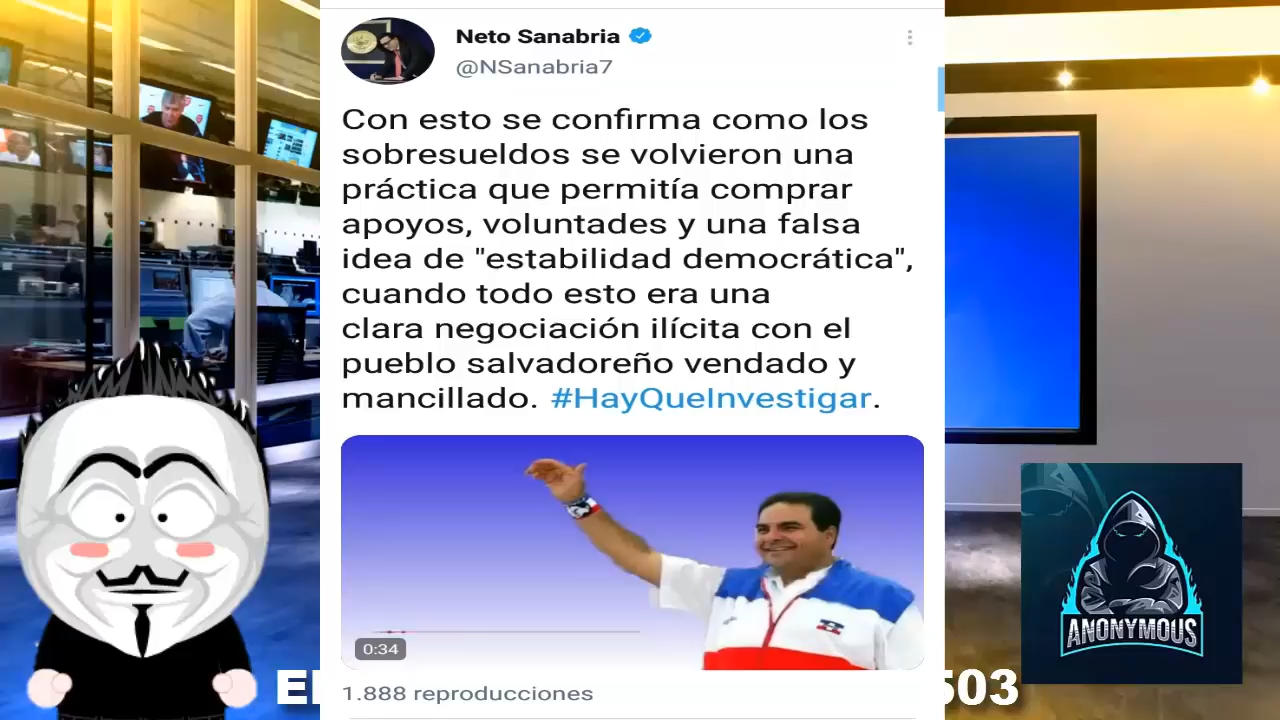 Neto Sanabria
@NSanabria7
Con esto se confirma como los
sobresueldos se volvieron una
práctica que permitía comprar
apoyos, voluntades y una falsa
idea de "estabilidad democrática",
cuando todo esto era una
clara negociación ilícita con el
pueblo salvadoreño vendado y
mancillado. #HayQueInvestigar.
0:34
1.888 reproducciones
503
ANONYMOUS